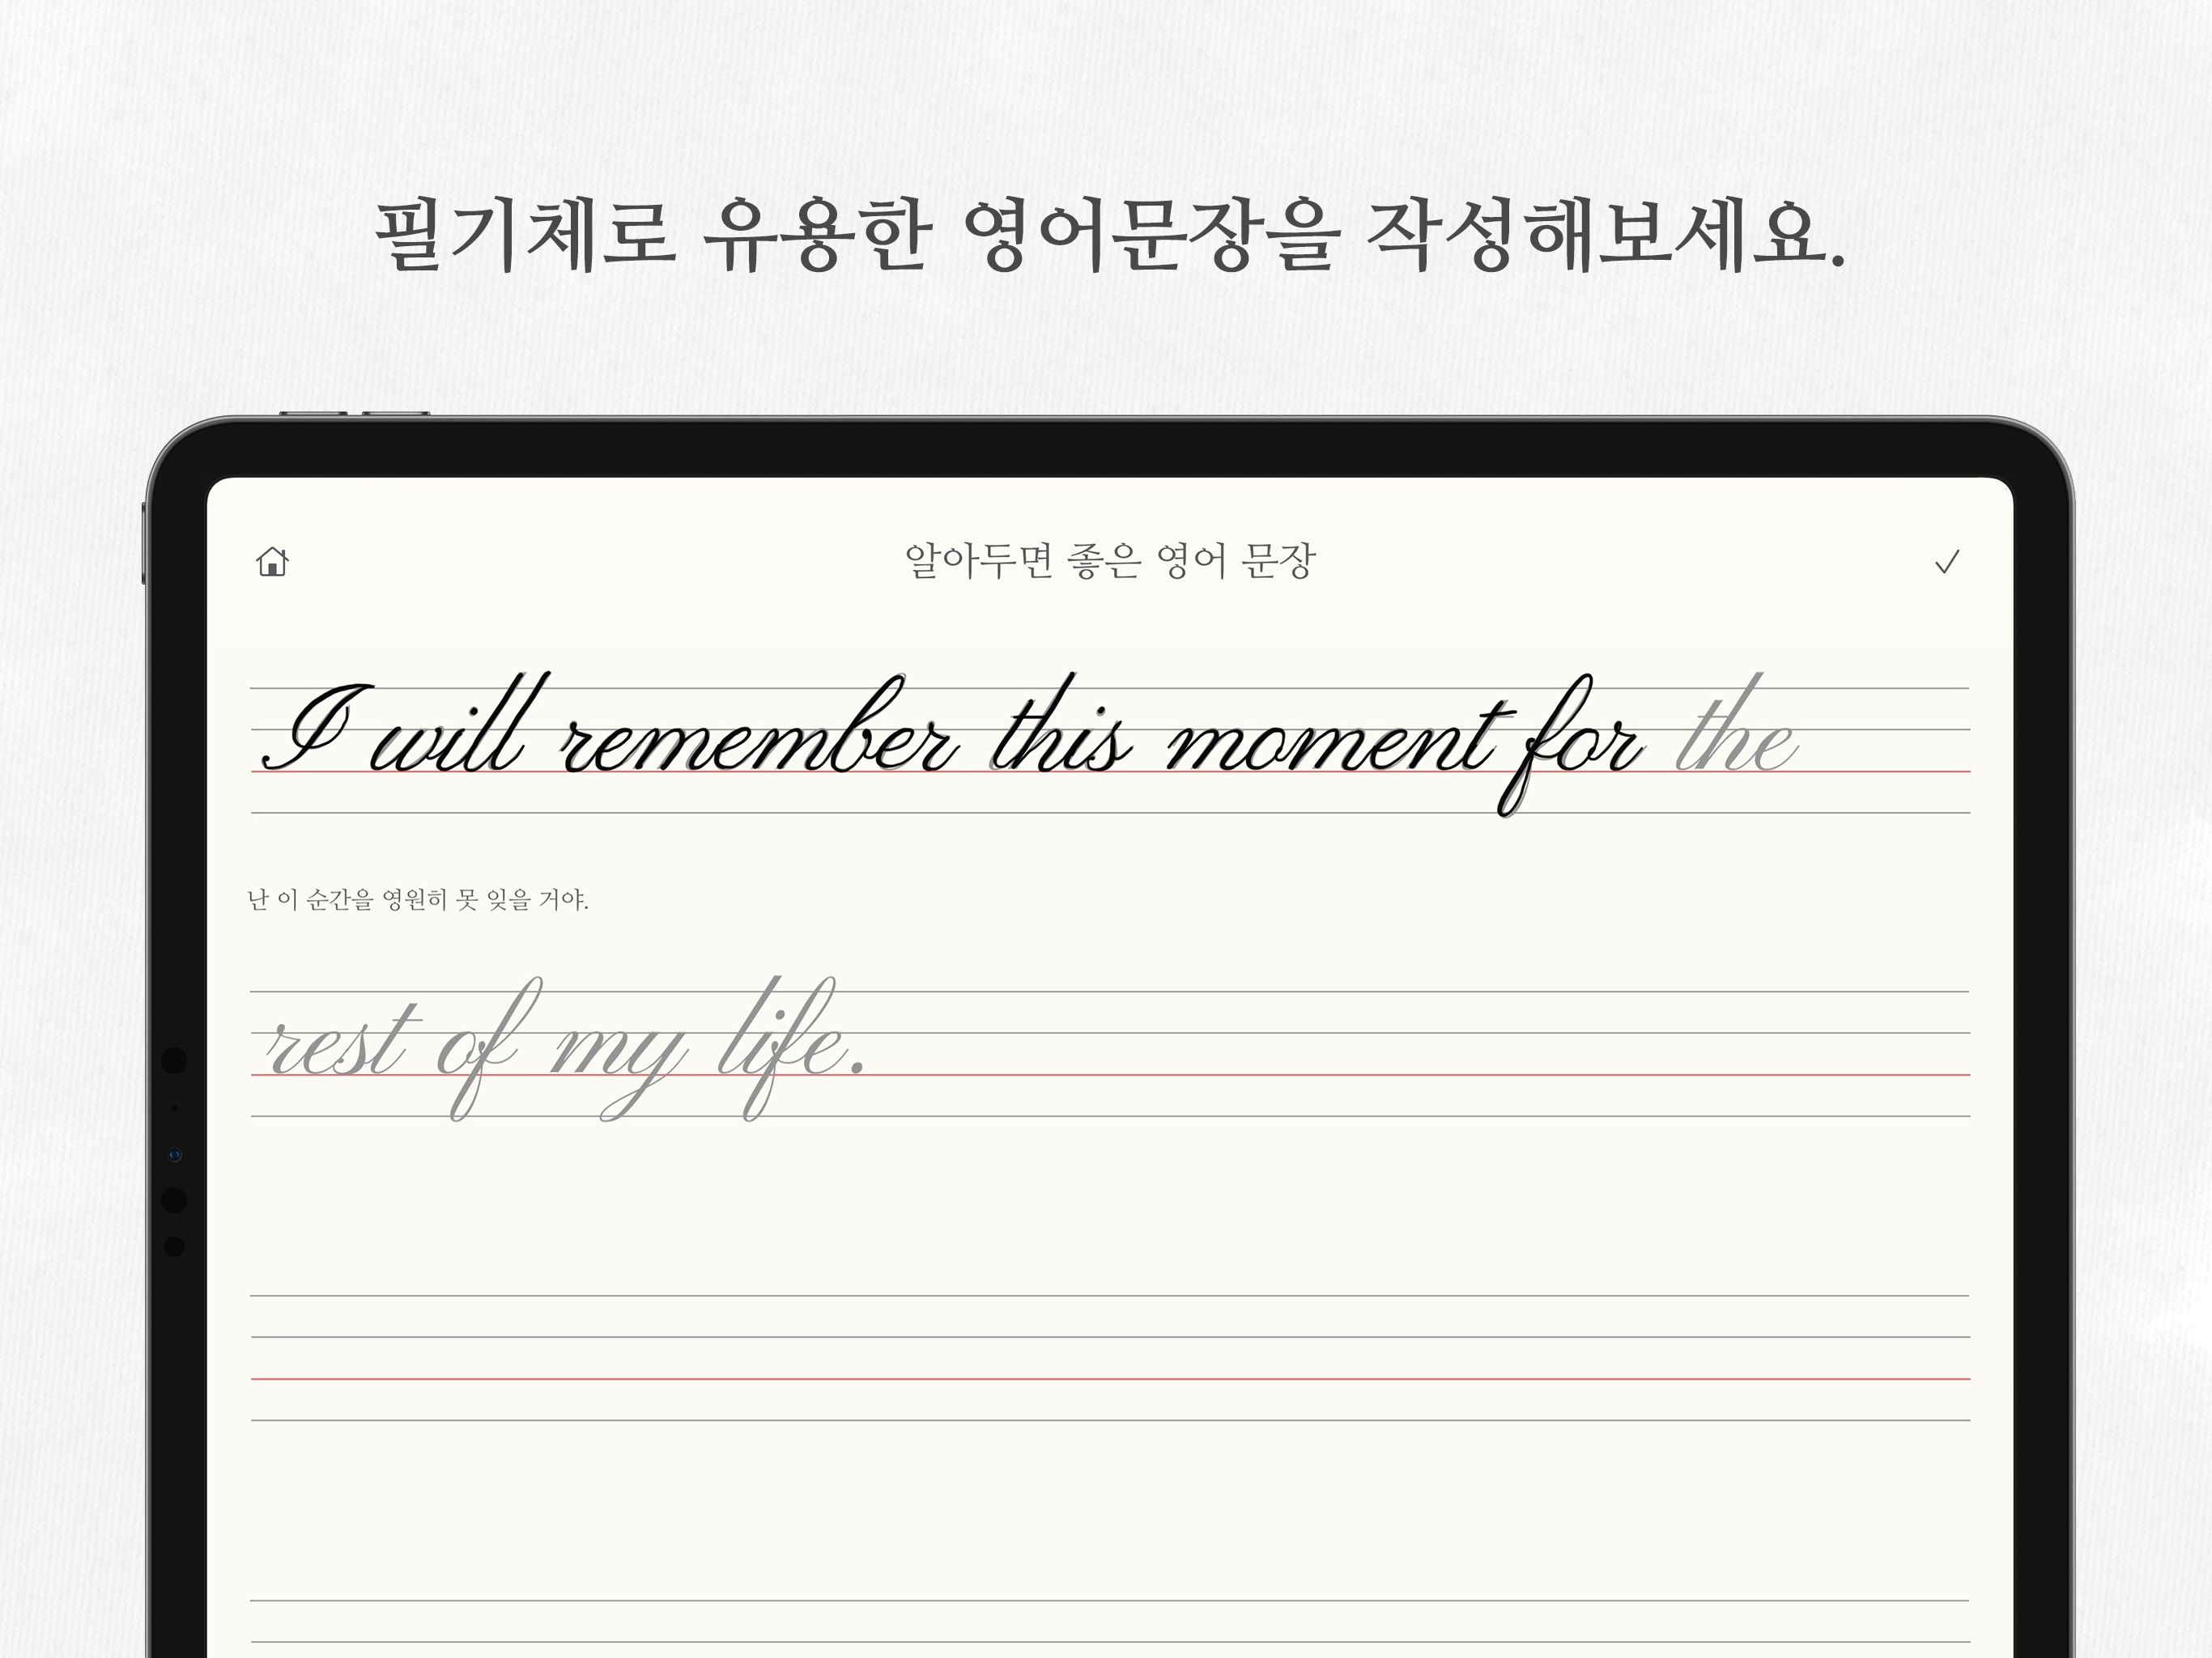 필기체로 유용한 영어문장을 작성해보세요.
알아두면 좋은 영어 문장
I will remember this moment for the
난 이 순간을 영원히 못 잊을 거야.
rest of my life.